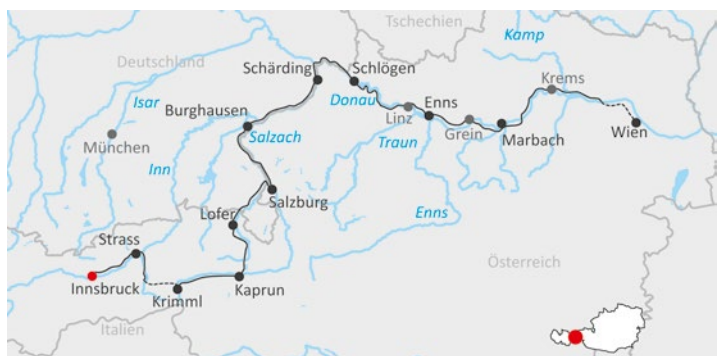 Tschechien
Kamp
Deutschland
Schärding
Schlögen
Isar
Donau
Krems
Burghausen
Linz
Enns
Salzach
Grein
Wien
München
Traun
Marbach
Inn
Salzburg
Lofer
Enns
Strass
Österreich
Innsbruck
Krimml
Kaprun
Italien